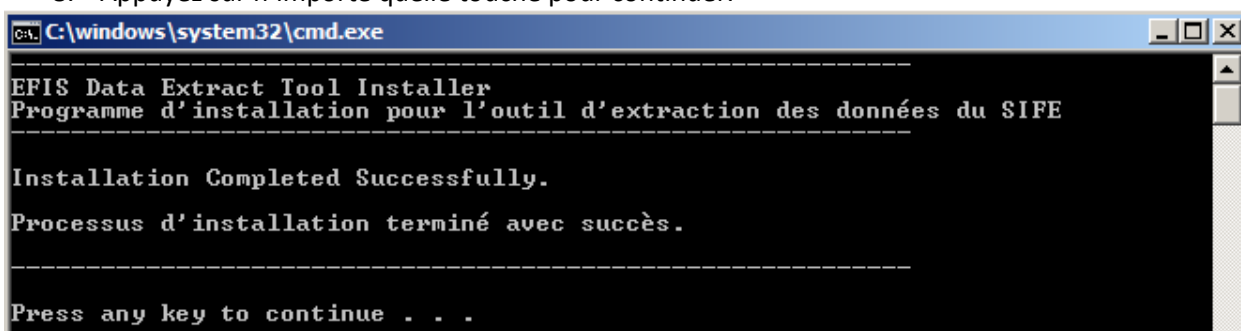 C:\windows\system32\cmd.exe
EFIS Data Extract Tool Installer
Programme d'installation pour l'outil d'extraction des données du SIFE
Installation Completed Successfully.
Processus d'installation terminé avec succès.
Press any key to continue . . .